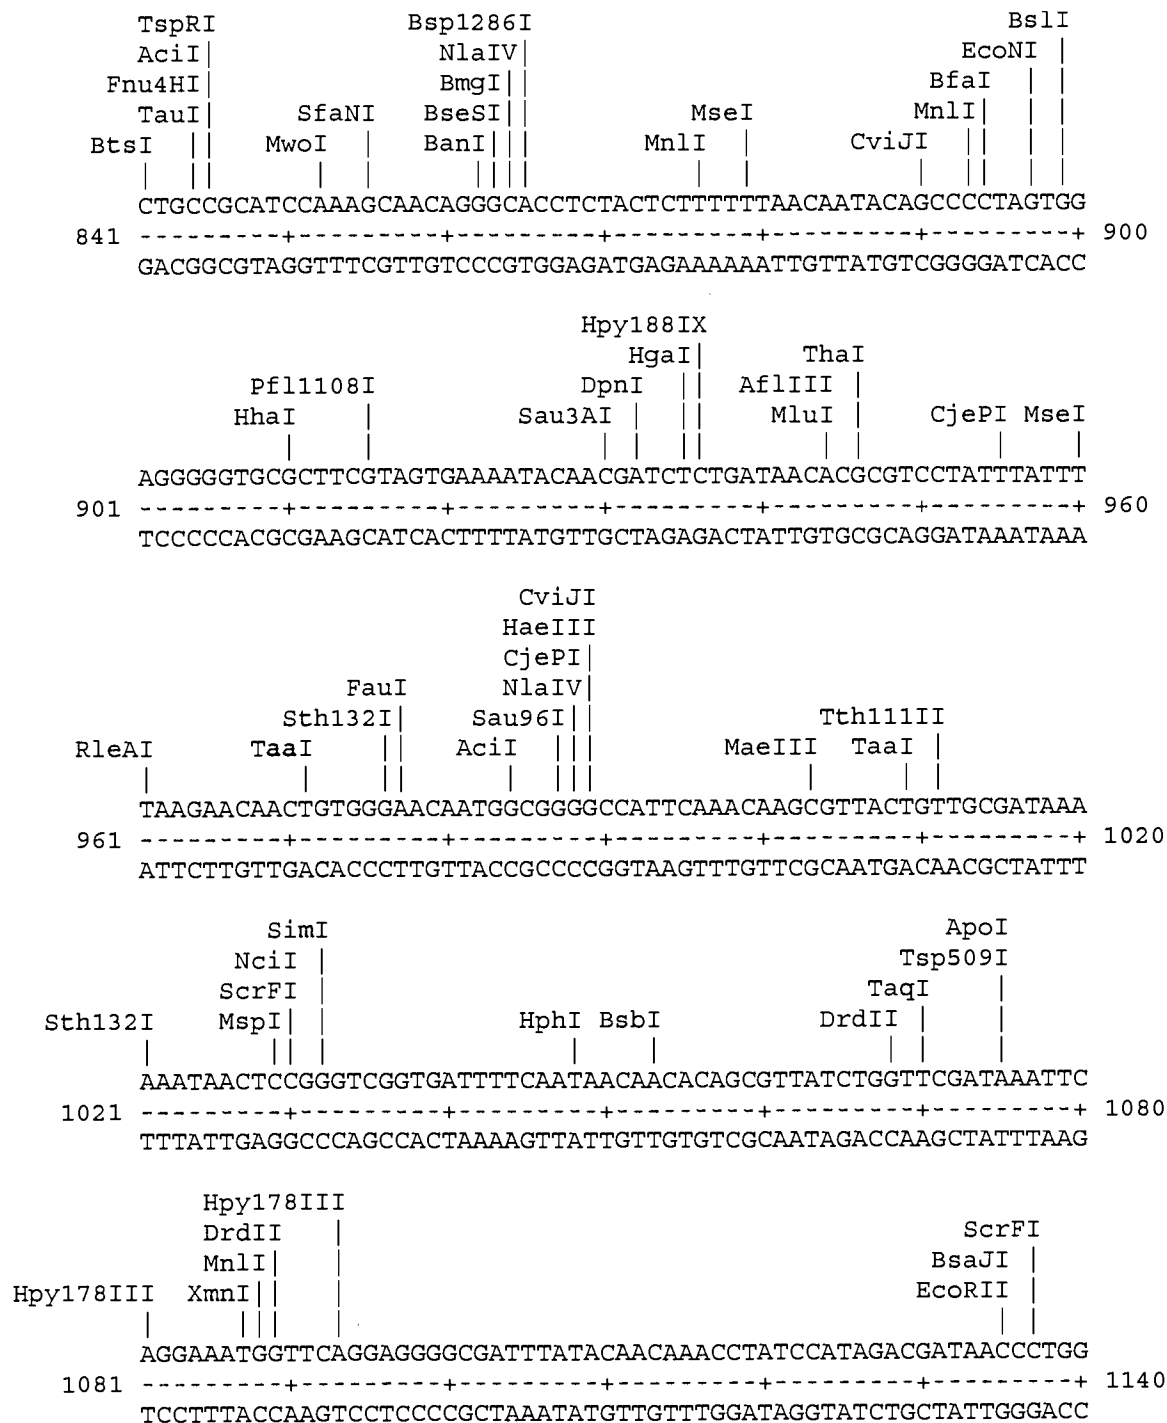 TspRI Bsp1286I BslI
AciI NlaIV EcoNI
Fnu4HI BmgI BfaI
TauI SfaNI BseSI MseI MnlI
BtsI MwoI BanI MnlI CviJI
CTGCCGCATCCAAAGCAACAGGGCACCTCTACTCTTTTTTAACAATACAGCCCCTAGTGG
841 ---------+---------+---------+---------+---------+---------+ 900
GACGGCGTAGGTTTCGTTGTCCCGTGGAGATGAGAAAAAATTGTTATGTCGGGGATCACC
Hpy188IX
HgaI ThaI
Pfl1108I DpnI AflIII
HhaI Sau3AI MluI CjePI MseI
AGGGGGTGCGCTTCGTAGTGAAAATACAACGATCTCTGATAACACGCGTCCTATTTATTT
901 ---------+---------+---------+---------+---------+---------+ 960
TCCCCCACGCGAAGCATCACTTTTATGTTGCTAGAGACTATTGTGCGCAGGATAAATAAA
CviJI
HaeIII
CjePI
FauI NlaIV
Sth132I Sau96I Tth111II
RleAI TaaI AciI MaeIII TaaI
TAAGAACAACTGTGGGAACAATGGCGGGGCCATTCAAACAAGCGTTACTGTTGCGATAAA
961 ---------+---------+---------+---------+---------+---------+ 1020
ATTCTTGTTGACACCCTTGTTACCGCCCCGGTAAGTTTGTTCGCAATGACAACGCTATTT
SimI ApoI
NciI Tsp509I
ScrFI TaqI
Sth132I MspI HphI BsbI DrdII
AAATAACTCCGGGTCGGTGATTTTCAATAACAACACAGCGTTATCTGGTTCGATAAATTC
1021 ---------+---------+---------+---------+---------+---------+ 1080
TTTATTGAGGCCCAGCCACTAAAAGTTATTGTTGTGTCGCAATAGACCAAGCTATTTAAG
Hpy178III
DrdII ScrFI
MnlI BsaJI
Hpy178III XmnI EcoRII
AGGAAATGGTTCAGGAGGGGCGATTTATACAACAAACCTATCCATAGACGATAACCCTGG
1081 ---------+---------+---------+---------+---------+---------+ 1140
TCCTTTACCAAGTCCTCCCCGCTAAATATGTTGTTTGGATAGGTATCTGCTATTGGGACC